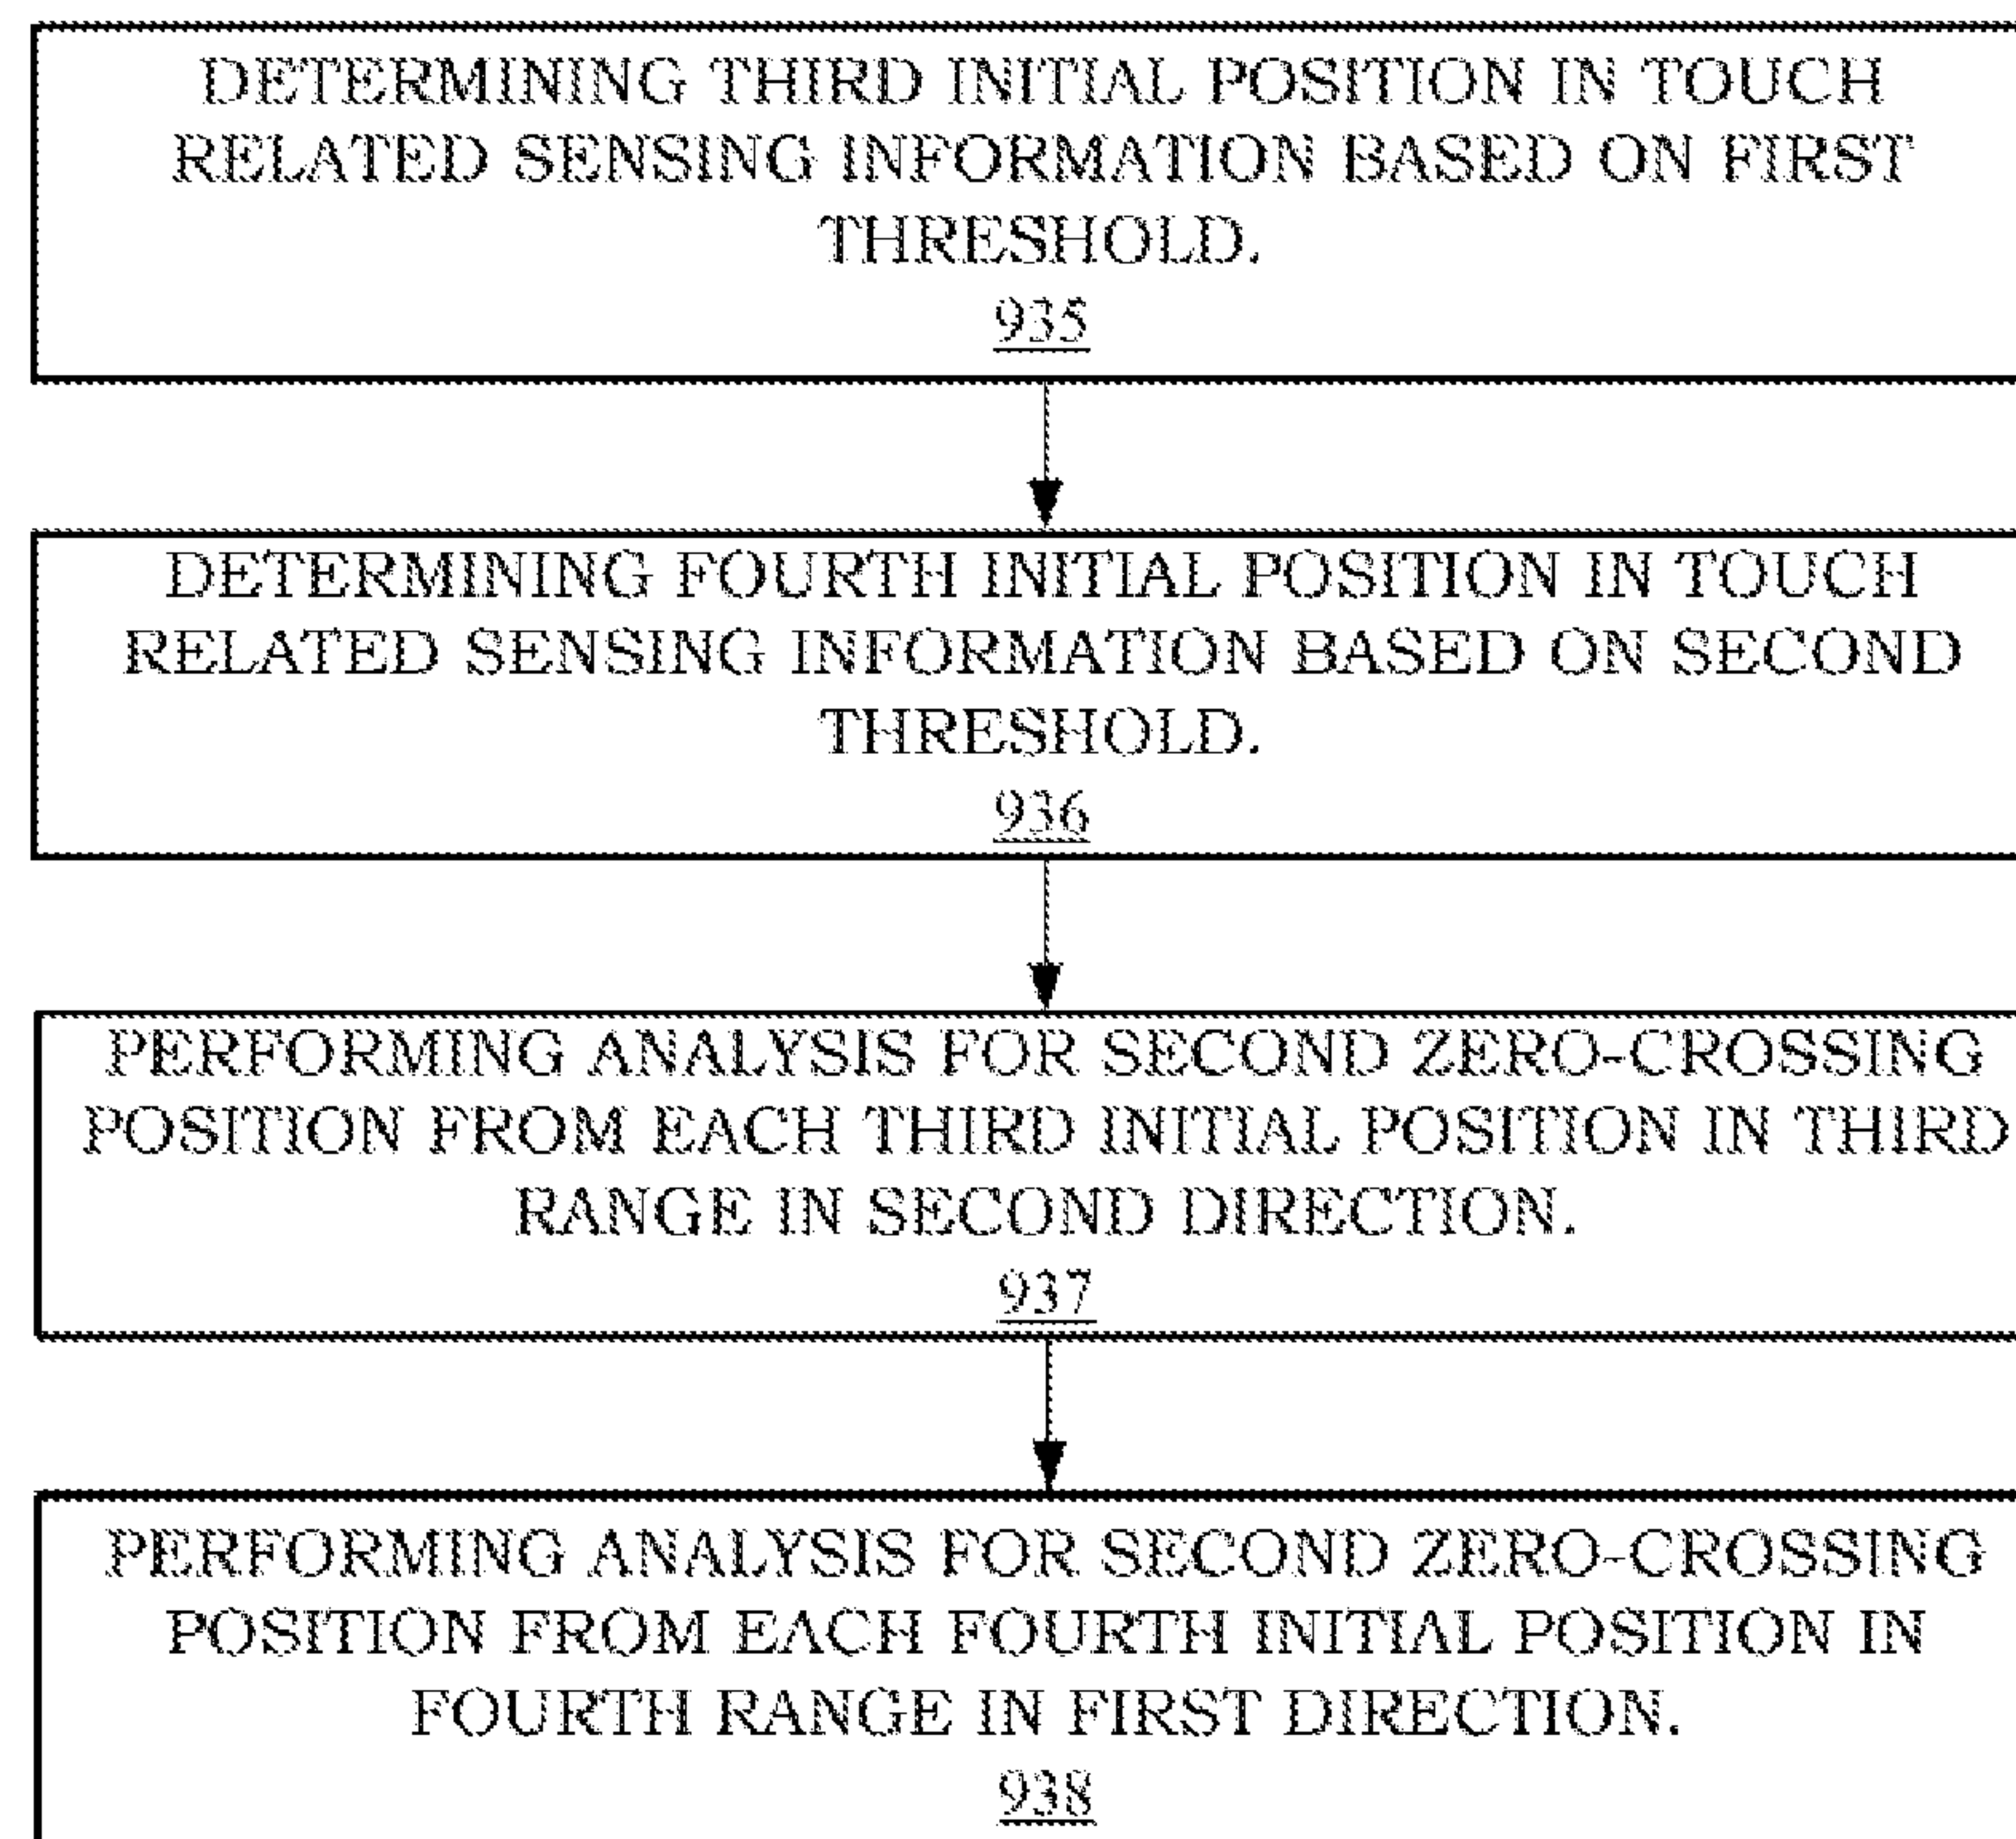 DETERMINING THIRD INITIAL POSITION IN TOUCH
RELATED SENSING INFORMATION BASED ON FIRST
THRESHOLD.
935
DETERMINING FOURTH INITIAL POSITION IN TOUCH
RELATED SENSING INFORMATION BASED ON SECOND
THRESHOLD.
936
PERFORMING ANALYSIS FOR SECOND ZERO-CROSSING
POSITION FROM EACH THIRD INITIAL POSITION IN THIRD
RANGE IN SECOND DIRECTION.
937
PERFORMING ANALYSIS FOR SECOND ZERO-CROSSING
POSITION FROM EACH FOURTH INITIAL POSITION IN
FOURTH RANGE IN FIRST DIRECTION.
938